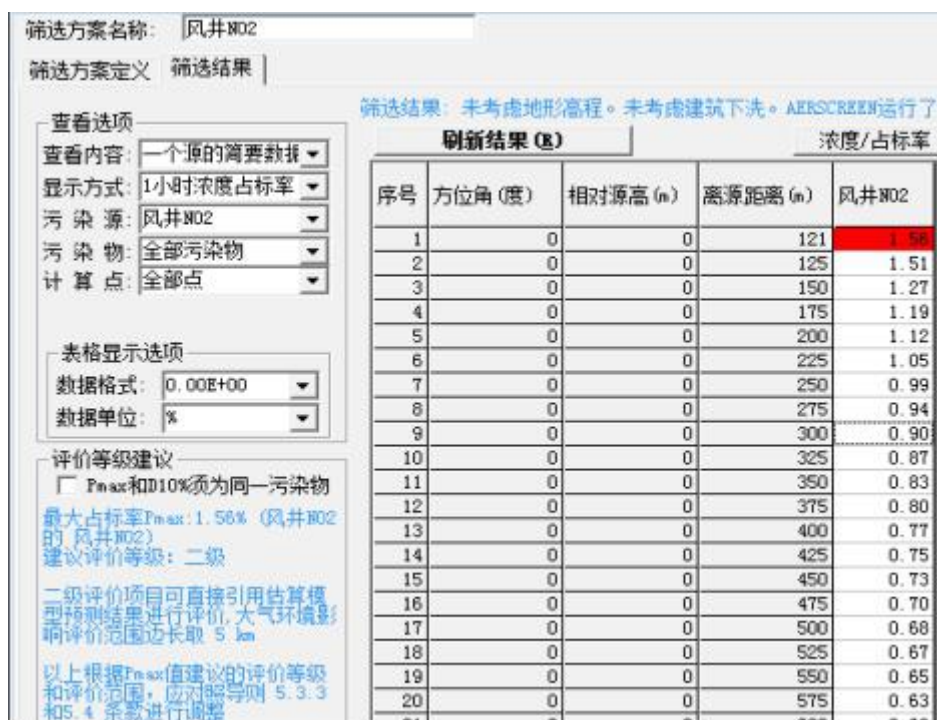 筛选方案名称: 风井NO2
筛选方案定义 筛选结果
查看选项
查看内容: 一个源的简要数据
显示方式: 1小时浓度占标率
污 染 源: 风井NO2
污 染 物: 全部污染物
计 算 点: 全部点
表格显示选项
数据格式: 0.00E+00
数据单位: %
评价等级建议
Pmax和D10%须为同一污染物
最大占标率Pmax:1.56% (风井NO2
的 风井NO2)
建议评价等级: 二级
二级评价项目可直接引用估算模
型预测结果进行评价,大气环境影
响评价范围边长取 5 km
以上根据Pmax值建议的评价等级
和评价范围，应对照导则 5.3.3
和5.4 条款进行调整
筛选结果: 未考虑地形高程。未考虑建筑下洗。AERSCREEN运行了
刷新结果(R) 浓度/占标率
序号 方位角(度) 相对源高(m) 离源距离(m) 风井NO2
1 0 0 121 1.56
2 0 0 125 1.51
3 0 0 150 1.27
4 0 0 175 1.19
5 0 0 200 1.12
6 0 0 225 1.05
7 0 0 250 0.99
8 0 0 275 0.94
9 0 0 300 0.90
10 0 0 325 0.87
11 0 0 350 0.83
12 0 0 375 0.80
13 0 0 400 0.77
14 0 0 425 0.75
15 0 0 450 0.73
16 0 0 475 0.70
17 0 0 500 0.68
18 0 0 525 0.67
19 0 0 550 0.65
20 0 0 575 0.63